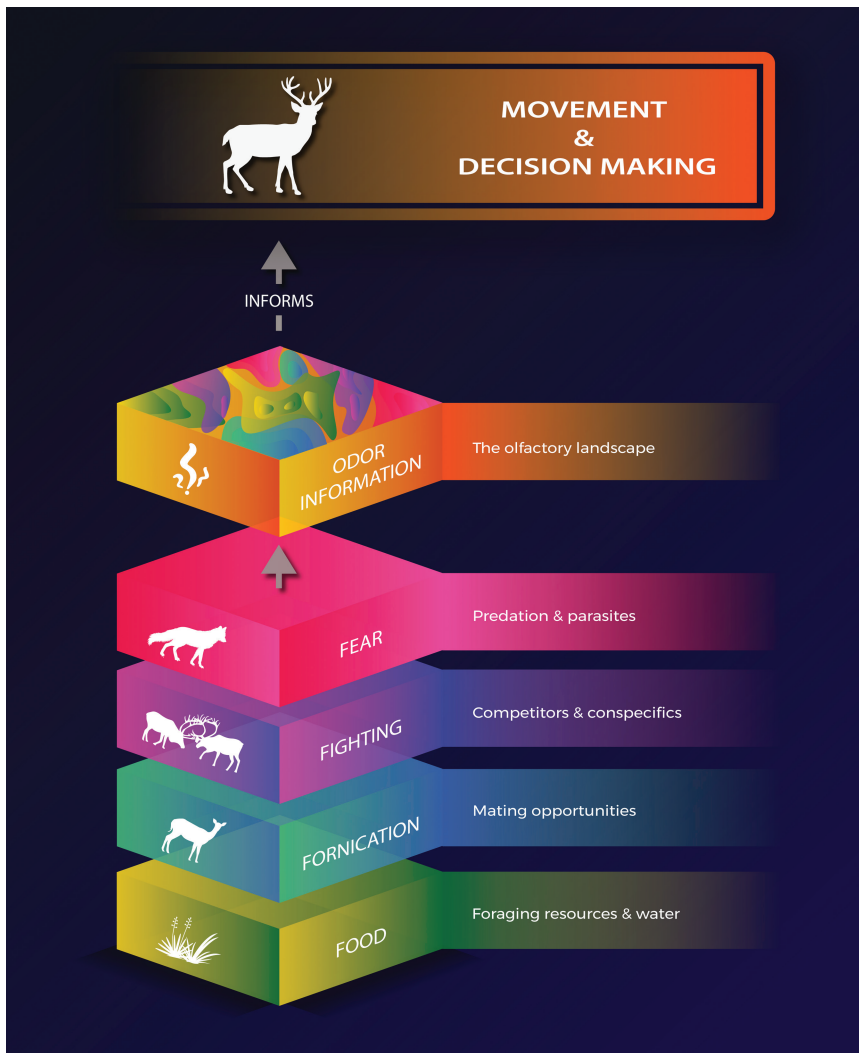 MOVEMENT
&
DECISION MAKING
INFORMS
ODOR
INFORMATION
The olfactory landscape
FEAR
Predation & parasites
FIGHTING
Competitors & conspecifics
FORNICATION
Mating opportunities
FOOD
Foraging resources & water